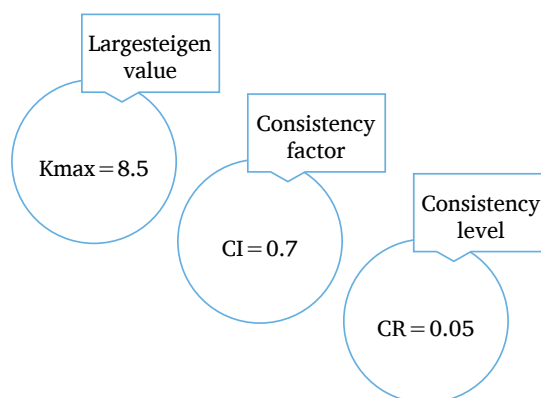 Largesteigen
value
Kmax = 8.5
Consistency
factor
CI = 0.7
Consistency
level
CR = 0.05